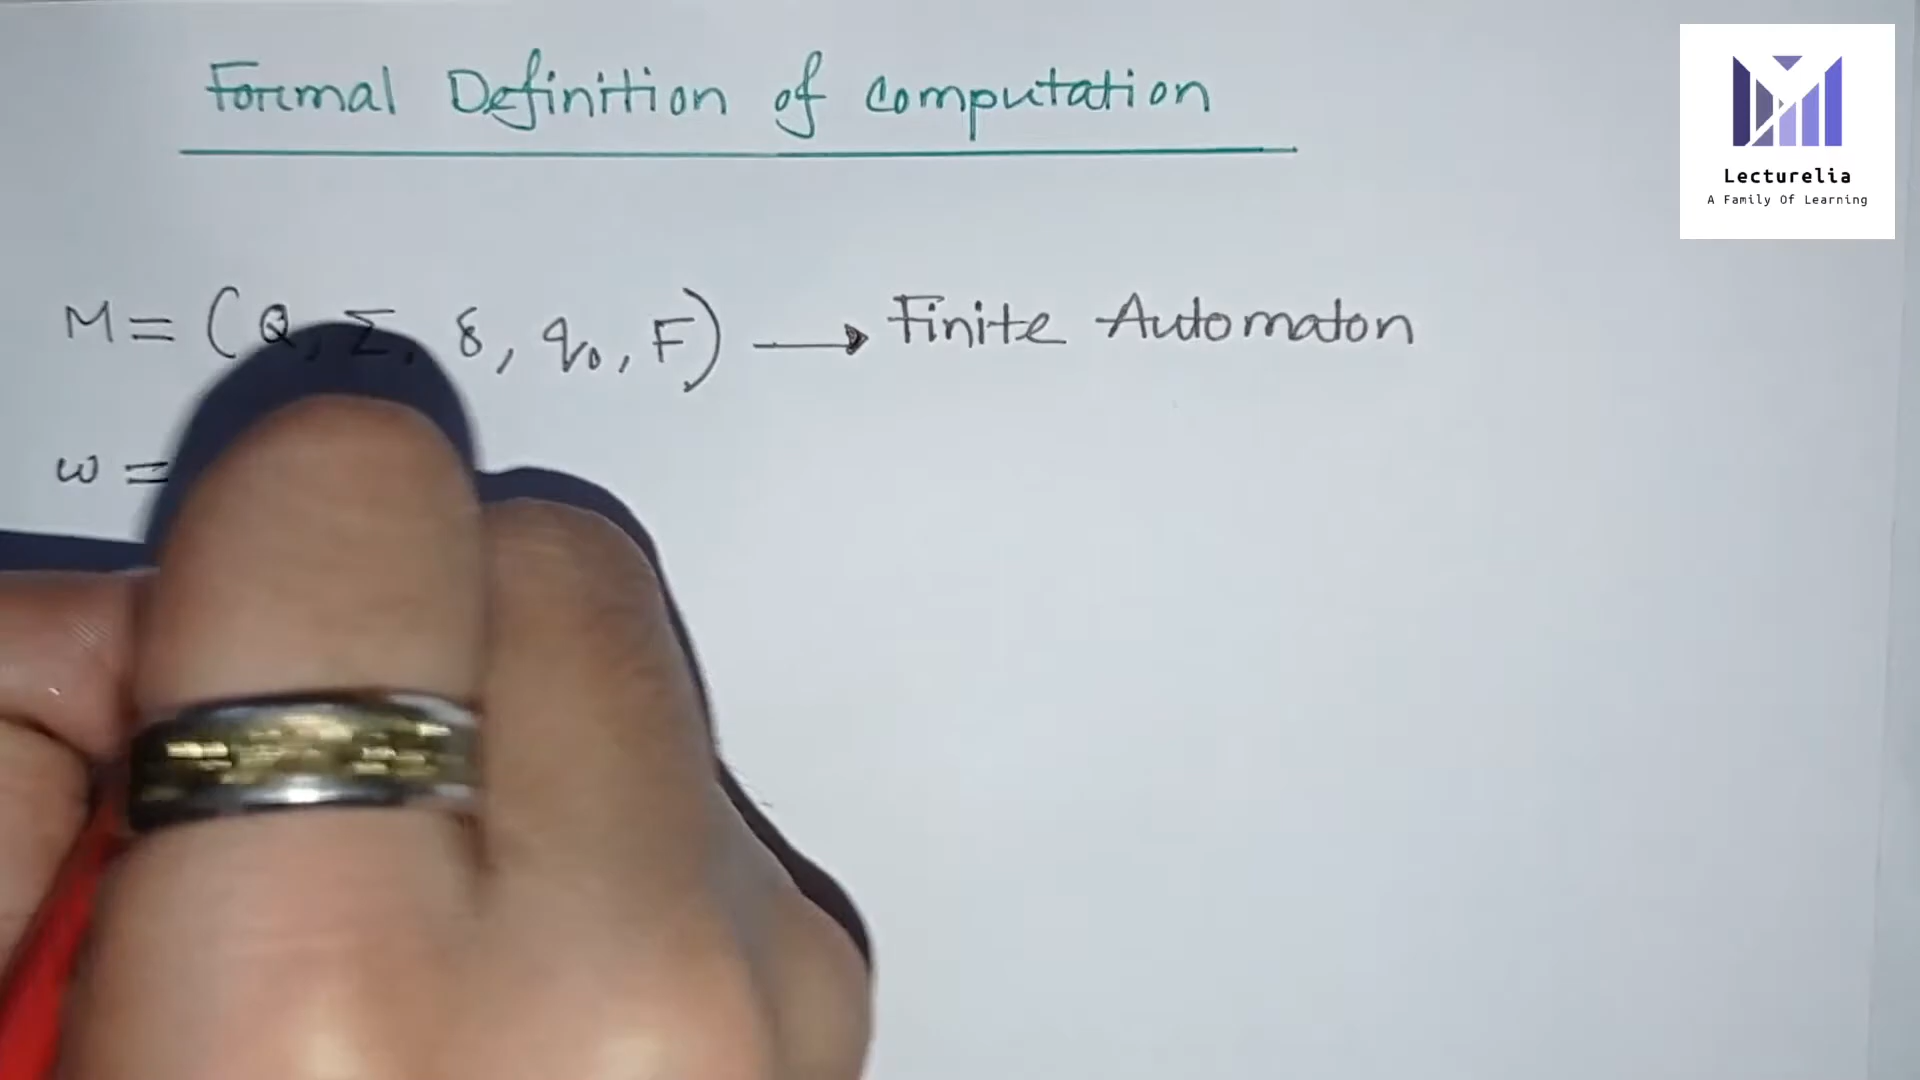 Formal Definition of computation
Lecturelia
A Family Of Learning
M = (Q, Σ, δ, q₀, F) → Finite Automaton
ω =